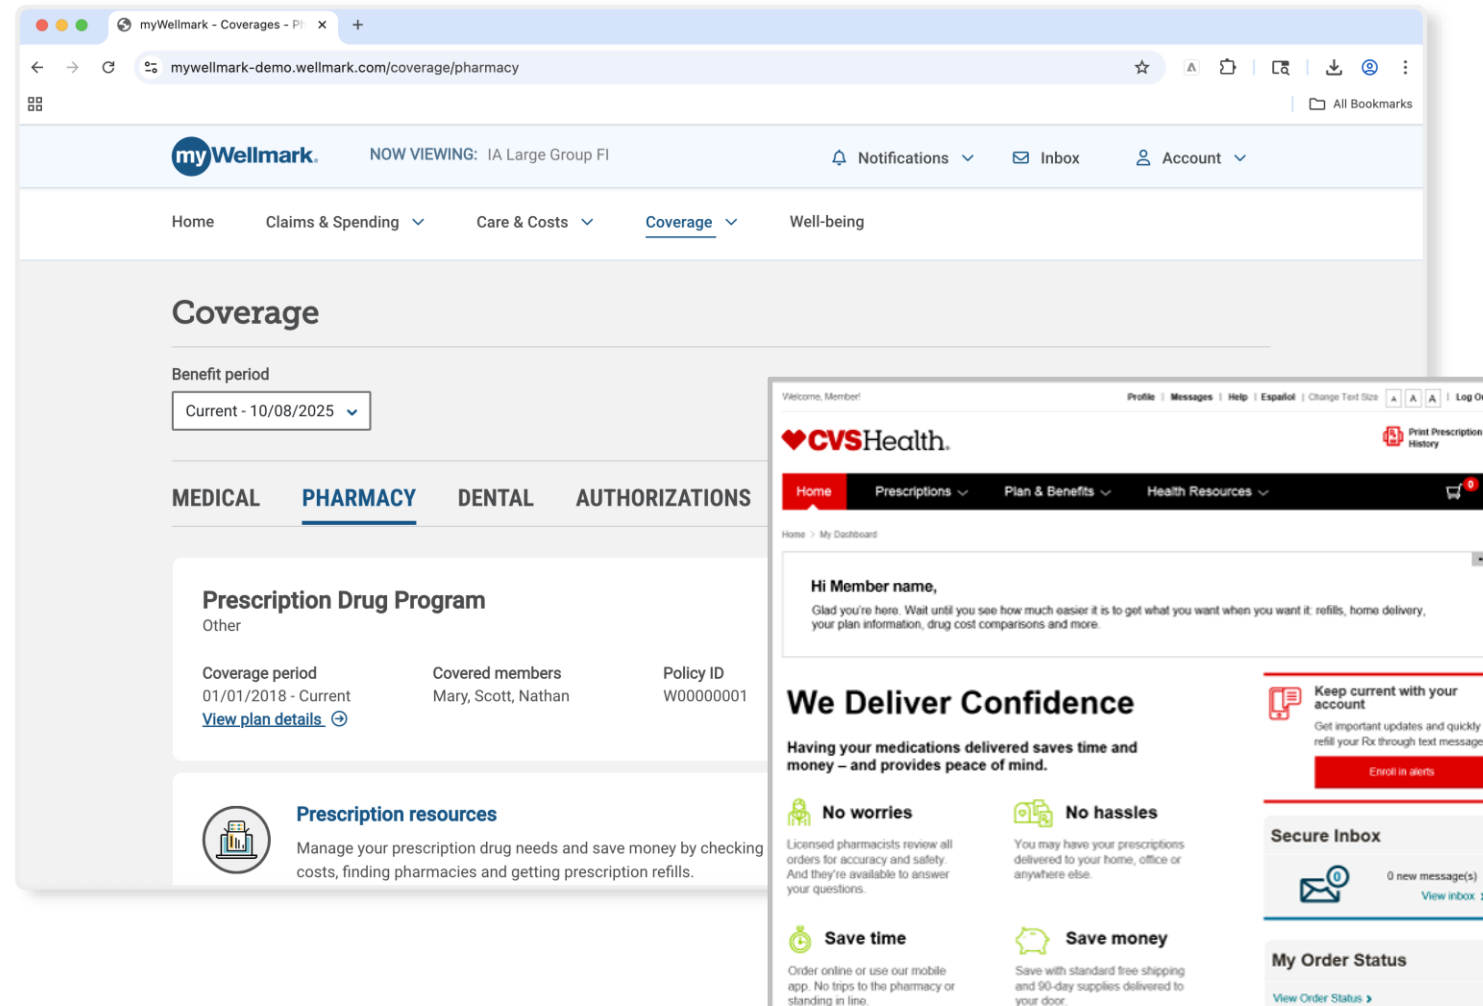 myWellmark - Coverages - Ph
mywellmark-demo.wellmark.com/coverage/pharmacy
All Bookmarks
myWellmark.
NOW VIEWING: IA Large Group FI
Notifications
Inbox
Account
Home
Claims & Spending
Care & Costs
Coverage
Well-being
Coverage
Benefit period
Current - 10/08/2025
MEDICAL
PHARMACY
DENTAL
AUTHORIZATIONS
Prescription Drug Program
Other
Coverage period
01/01/2018 - Current
View plan details
Covered members
Mary, Scott, Nathan
Policy ID
W00000001
Prescription resources
Manage your prescription drug needs and save money by checking
costs, finding pharmacies and getting prescription refills.
Welcome, Member!
Profile | Messages | Help | Español | Change Text Size A A A | Log Ou
CVSHealth.
Print Prescription
History
Home
Prescriptions
Plan & Benefits
Health Resources
0
Home > My Dashboard
Hi Member name,
Glad you're here. Wait until you see how much easier it is to get what you want when you want it: refills, home delivery,
your plan information, drug cost comparisons and more.
We Deliver Confidence
Having your medications delivered saves time and
money – and provides peace of mind.
No worries
Licensed pharmacists review all
orders for accuracy and safety.
And they're available to answer
your questions.
No hassles
You may have your prescriptions
delivered to your home, office or
anywhere else.
Save time
Order online or use our mobile
app. No trips to the pharmacy or
standing in line.
Save money
Save with standard free shipping
and 90-day supplies delivered to
your door.
Keep current with your
account
Get important updates and quickly
refill your Rx through text message
Enroll in alerts
Secure Inbox
0
0 new message(s)
View inbox
My Order Status
View Order Status >